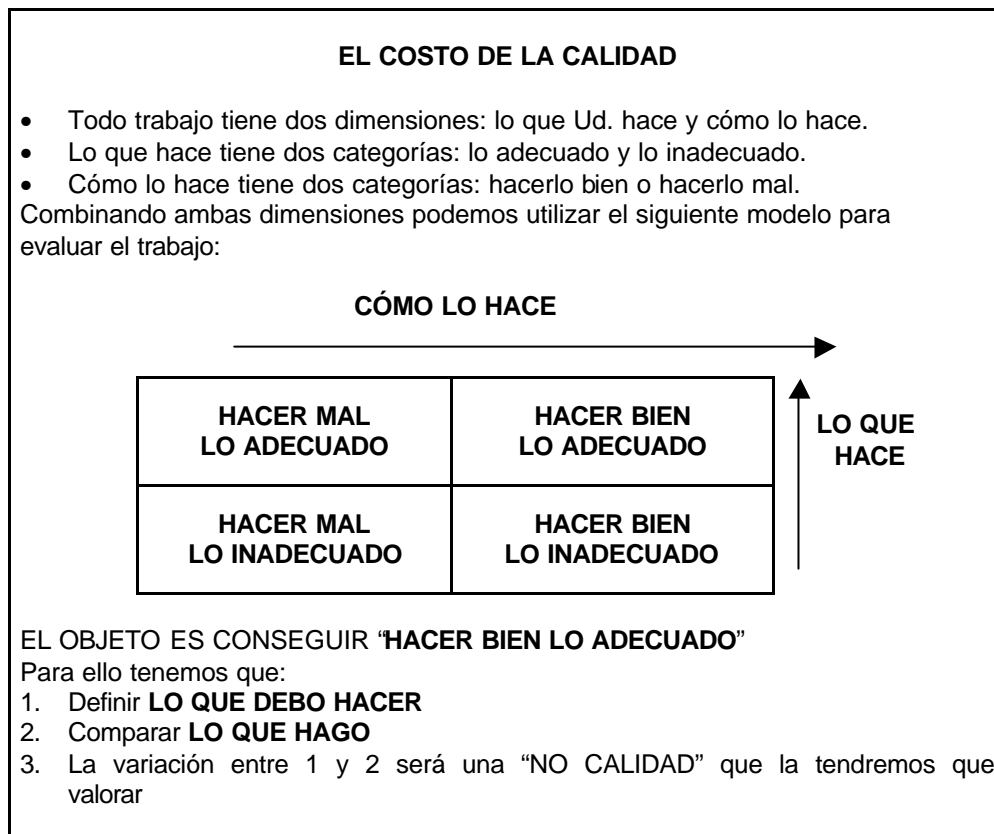 EL COSTO DE LA CALIDAD
• Todo trabajo tiene dos dimensiones: lo que Ud. hace y cómo lo hace.
• Lo que hace tiene dos categorías: lo adecuado y lo inadecuado.
• Cómo lo hace tiene dos categorías: hacerlo bien o hacerlo mal.
Combinando ambas dimensiones podemos utilizar el siguiente modelo para
evaluar el trabajo:
CÓMO LO HACE
HACER MAL
LO ADECUADO
HACER BIEN
LO ADECUADO
LO QUE
HACE
HACER MAL
LO INADECUADO
HACER BIEN
LO INADECUADO
EL OBJETO ES CONSEGUIR “HACER BIEN LO ADECUADO”
Para ello tenemos que:
1. Definir LO QUE DEBO HACER
2. Comparar LO QUE HAGO
3. La variación entre 1 y 2 será una “NO CALIDAD” que la tendremos que
valorar